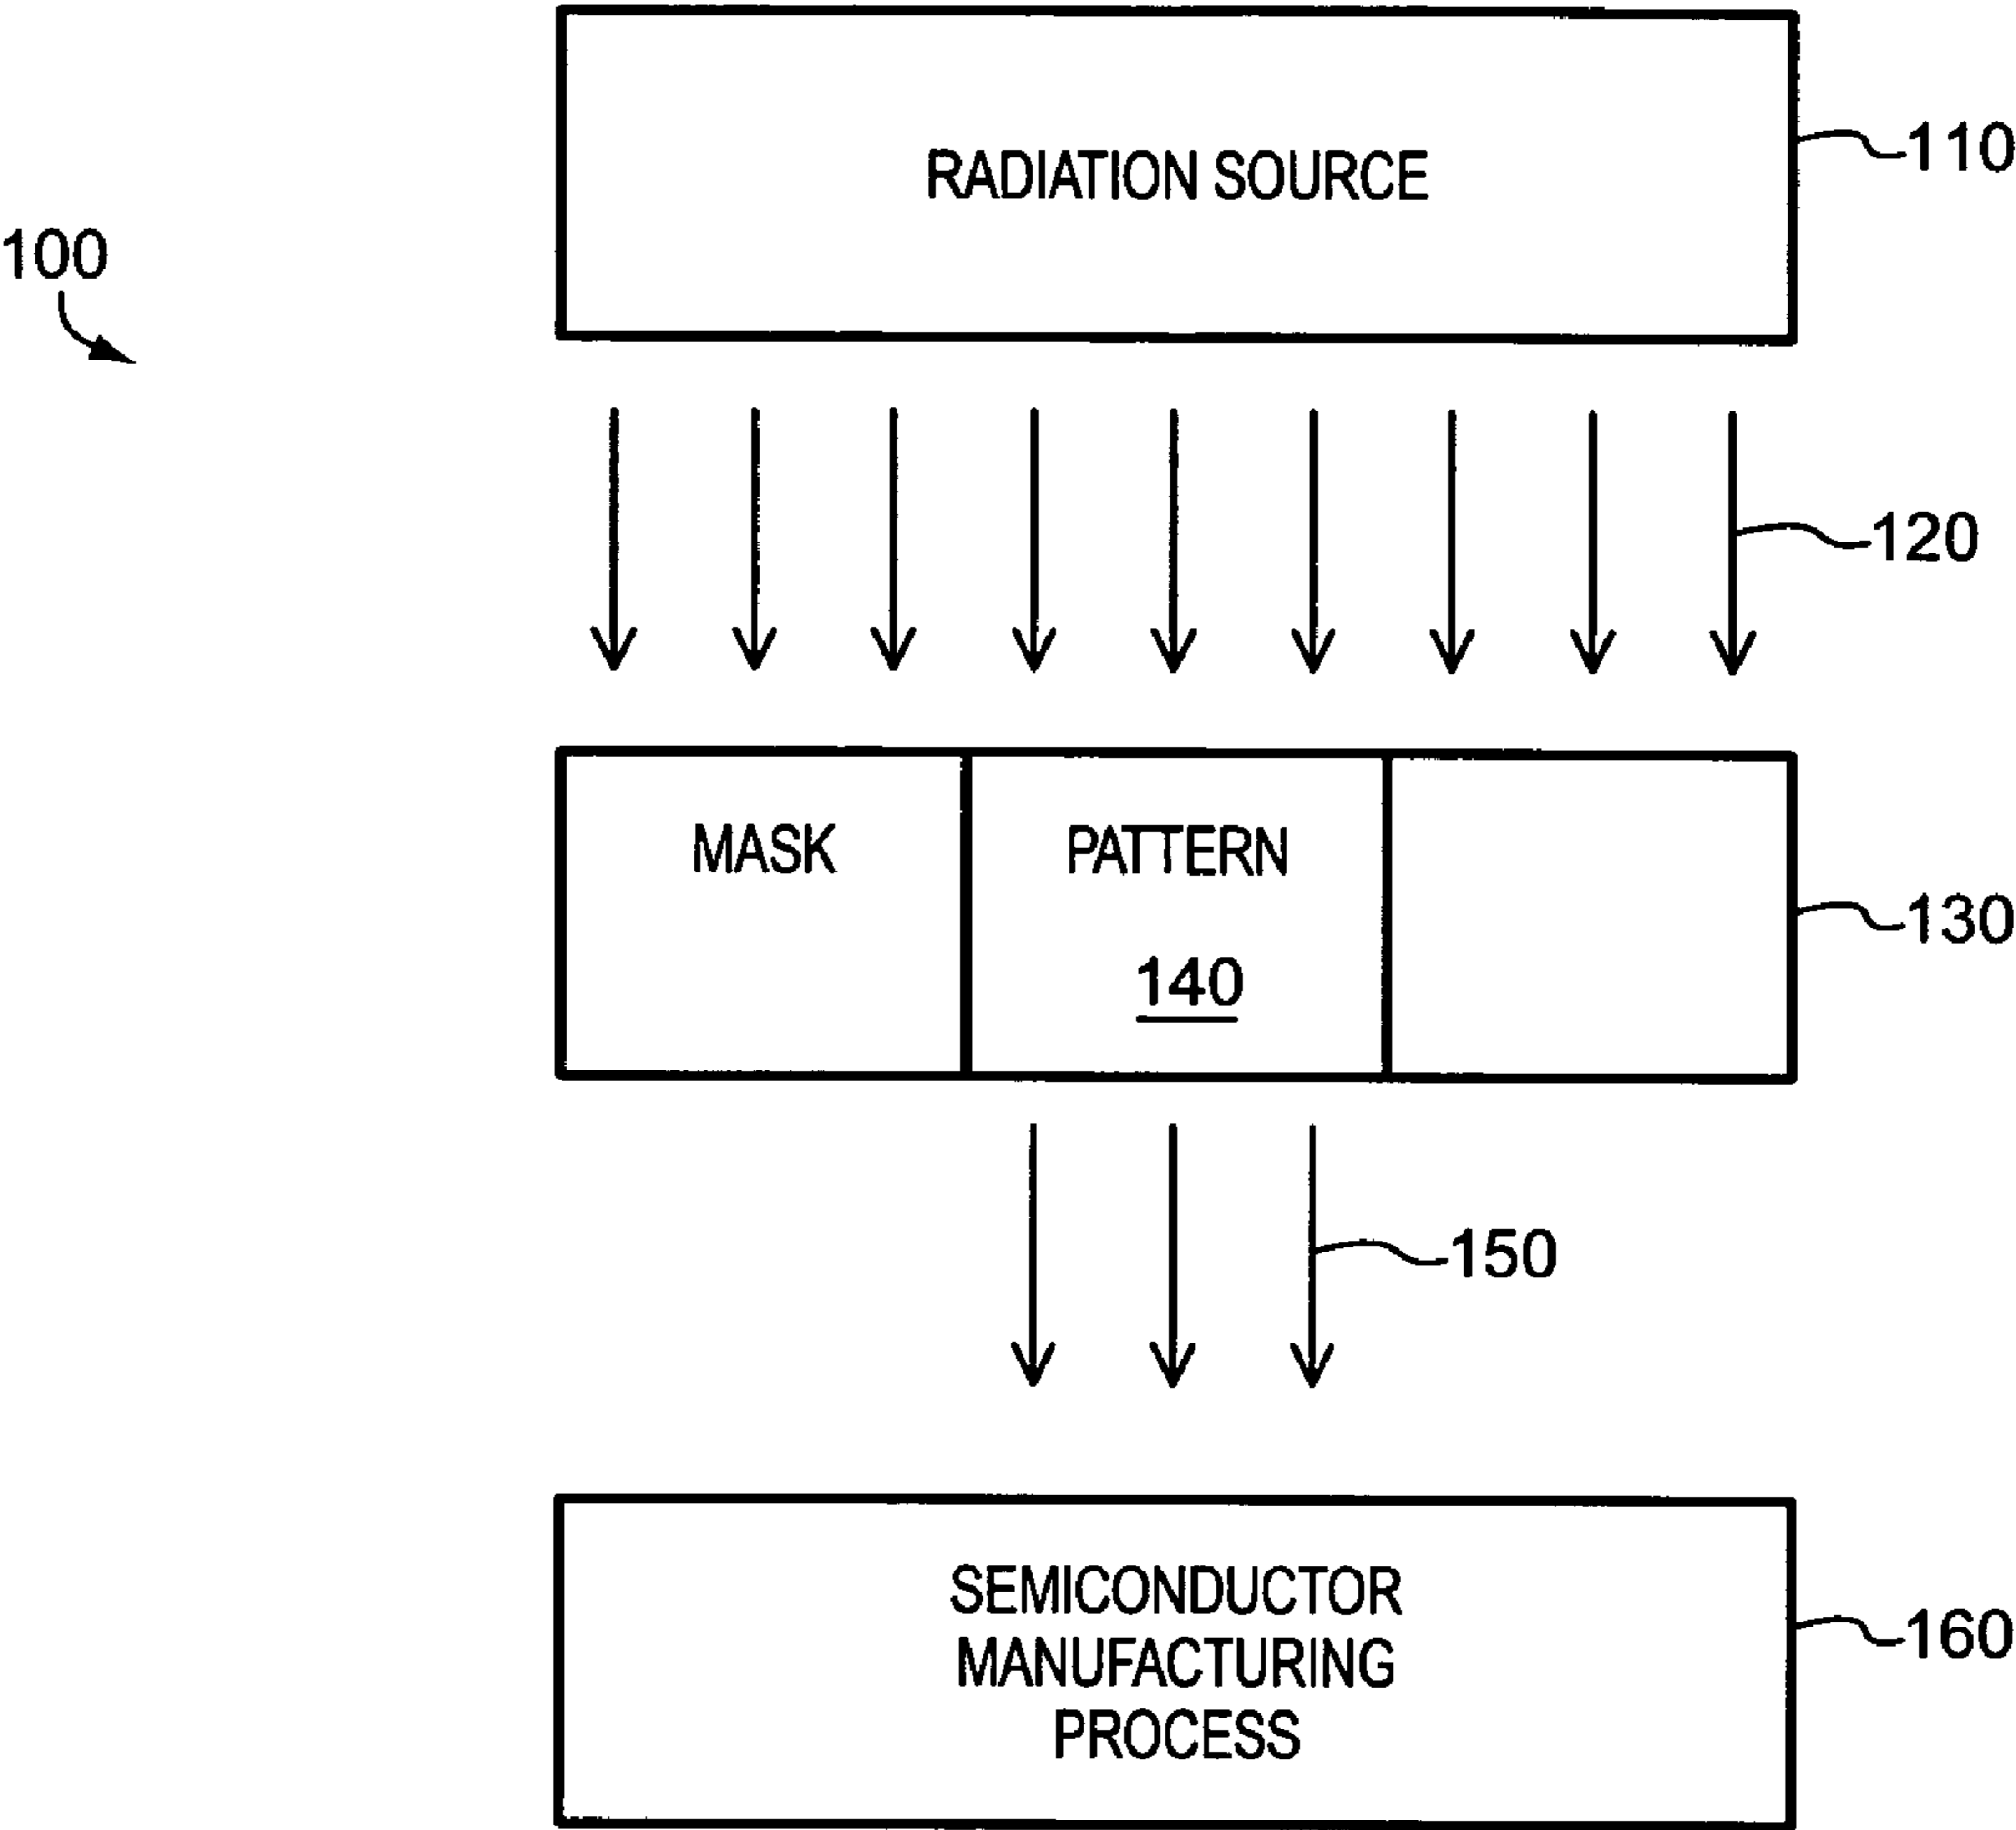 RADIATION SOURCE
110
100
120
MASK
PATTERN
140
130
150
SEMICONDUCTOR
MANUFACTURING
PROCESS
160